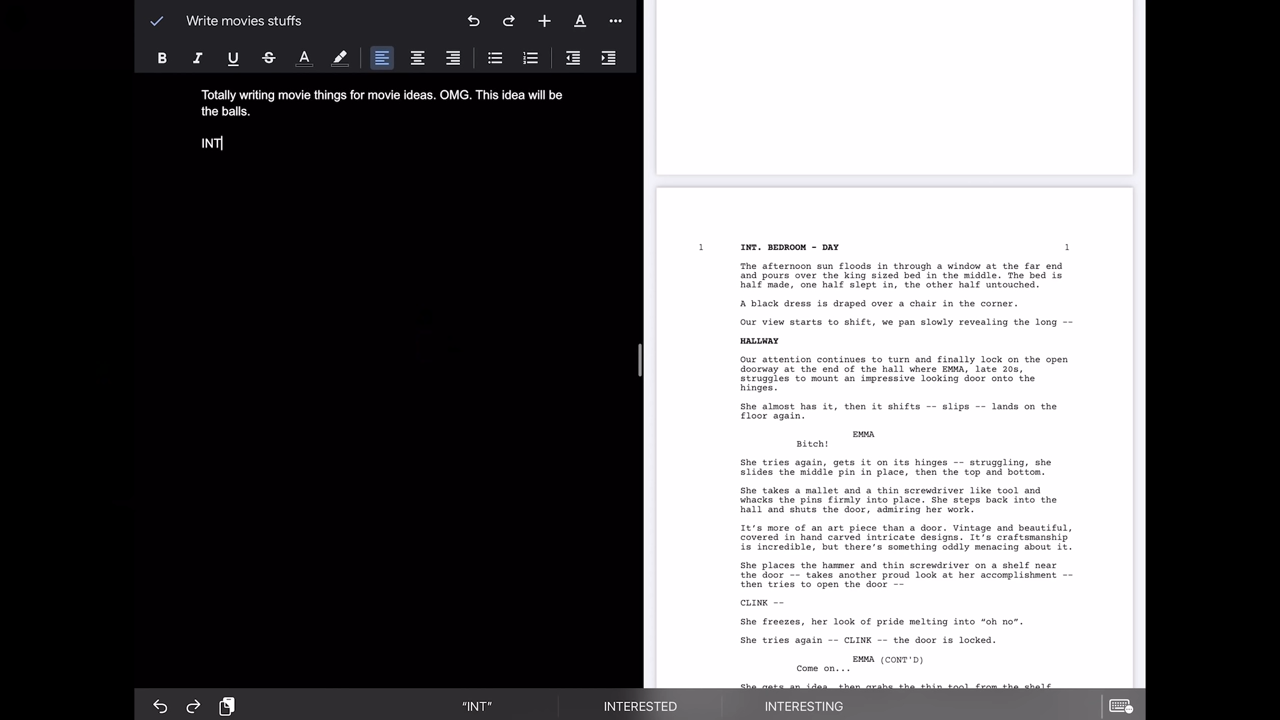 Write movies stuffs
B I U S A
Totally writing movie things for movie ideas. OMG. This idea will be
the balls.
INT
1 INT. BEDROOM - DAY 1
The afternoon sun floods in through a window at the far end
and pours over the king sized bed in the middle. The bed is
half made, one half slept in, the other half untouched.
A black dress is draped over a chair in the corner.
Our view starts to shift, we pan slowly revealing the long --
HALLWAY
Our attention continues to turn and finally lock on the open
doorway at the end of the hall where EMMA, late 20s,
struggles to mount an impressive looking door onto the
hinges.
She almost has it, then it shifts -- slips -- lands on the
floor again.
EMMA
Bitch!
She tries again, gets it on its hinges -- struggling, she
slides the middle pin in place, then the top and bottom.
She takes a mallet and a thin screwdriver like tool and
whacks the pins firmly into place. She steps back into the
hall and shuts the door, admiring her work.
It's more of an art piece than a door. Vintage and beautiful,
covered in hand carved intricate designs. It's craftsmanship
is incredible, but there's something oddly menacing about it.
She places the hammer and thin screwdriver on a shelf near
the door -- takes another proud look at her accomplishment --
then tries to open the door --
CLINK --
She freezes, her look of pride melting into “oh no”.
She tries again -- CLINK -- the door is locked.
EMMA (CONT'D)
Come on...
She gets an idea, then grabs the thin tool from the shelf
“INT” INTERESTED INTERESTING